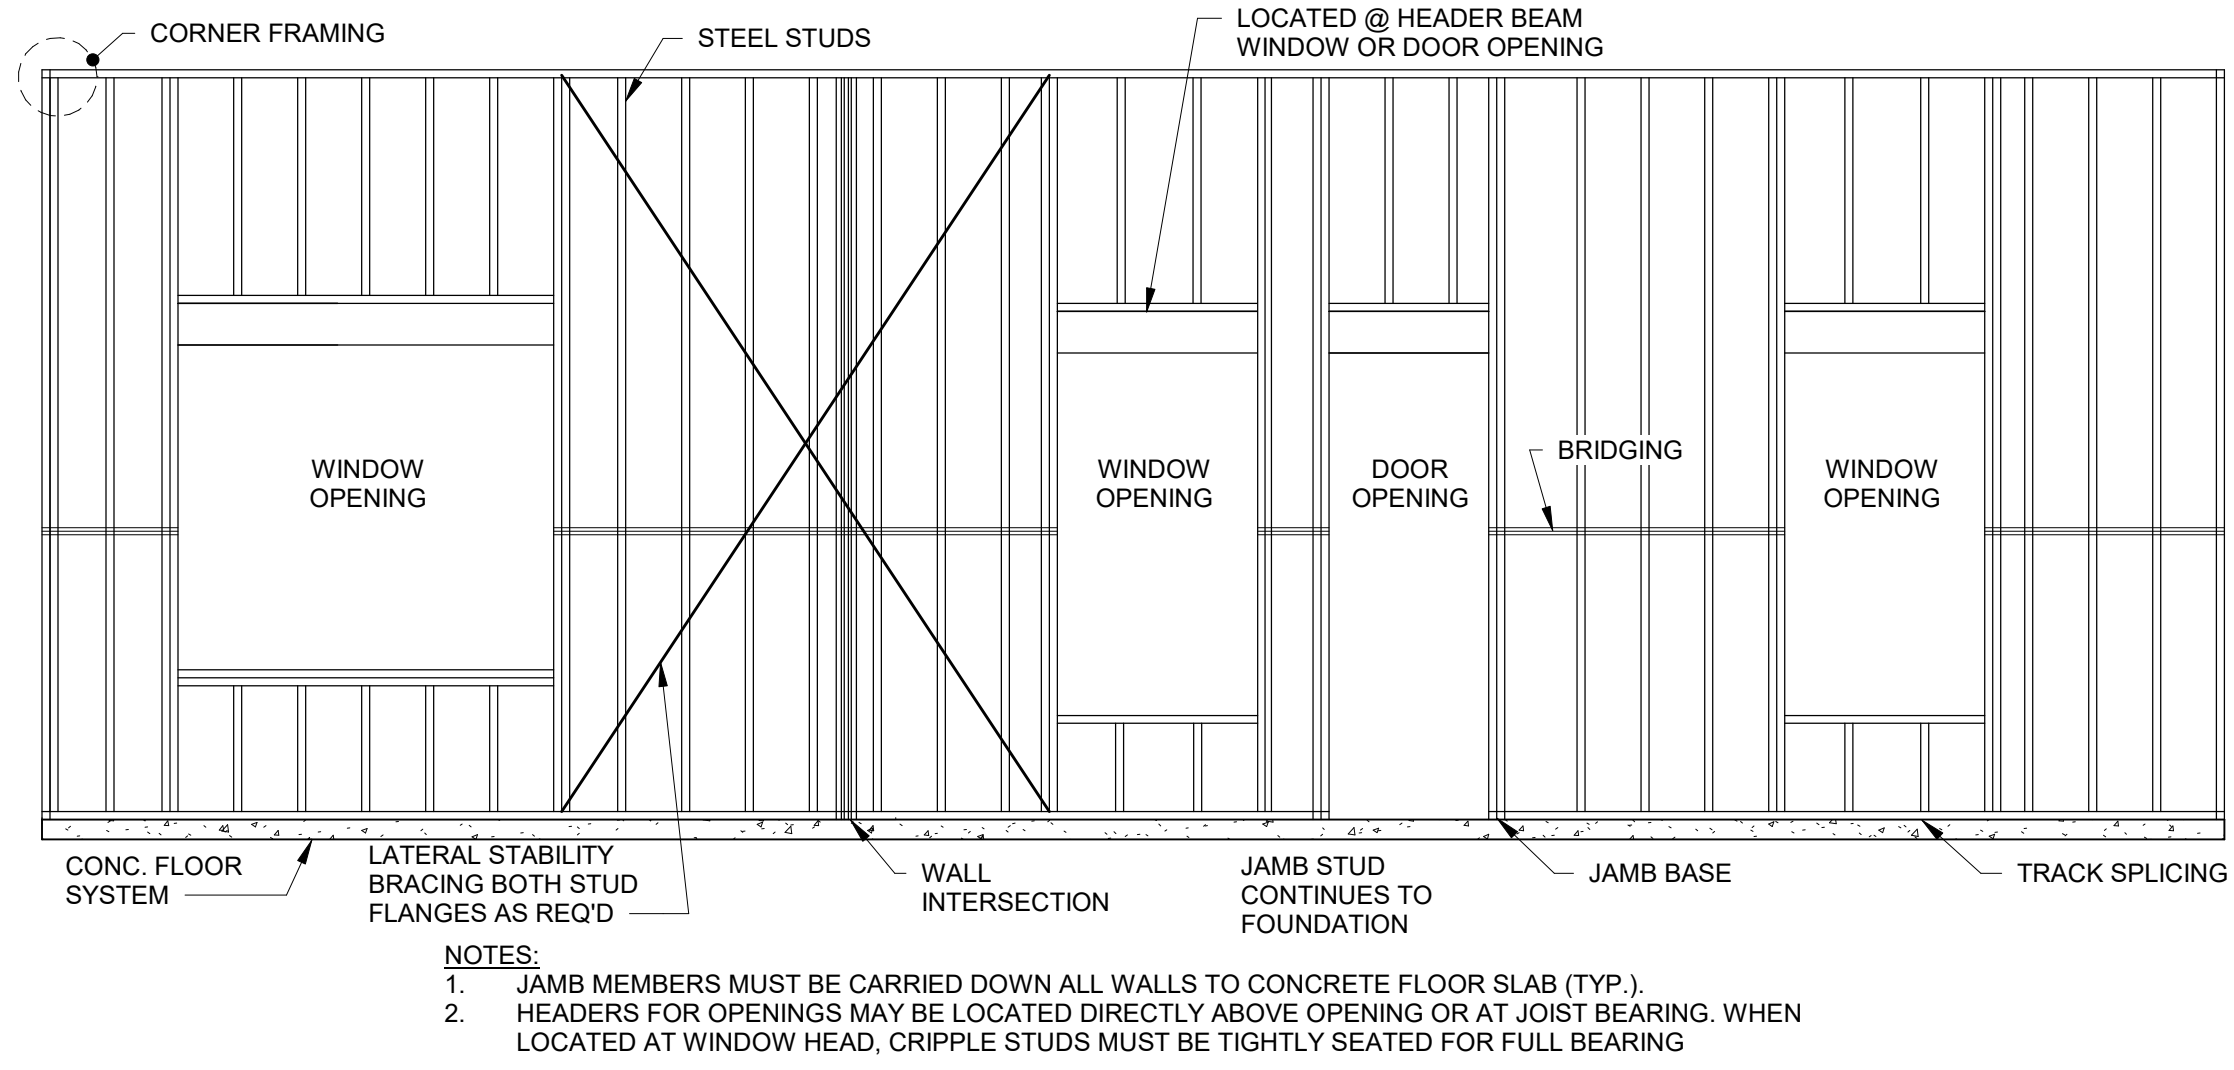 CORNER FRAMING
STEEL STUDS
LOCATED @ HEADER BEAM
WINDOW OR DOOR OPENING
WINDOW
OPENING
WINDOW
OPENING
DOOR
OPENING
BRIDGING
WINDOW
OPENING
CONC. FLOOR
SYSTEM
LATERAL STABILITY
BRACING BOTH STUD
FLANGES AS REQ'D
WALL
INTERSECTION
JAMB STUD
CONTINUES TO
FOUNDATION
JAMB BASE
TRACK SPLICING
NOTES:
1. JAMB MEMBERS MUST BE CARRIED DOWN ALL WALLS TO CONCRETE FLOOR SLAB (TYP.).
2. HEADERS FOR OPENINGS MAY BE LOCATED DIRECTLY ABOVE OPENING OR AT JOIST BEARING. WHEN
LOCATED AT WINDOW HEAD, CRIPPLE STUDS MUST BE TIGHTLY SEATED FOR FULL BEARING